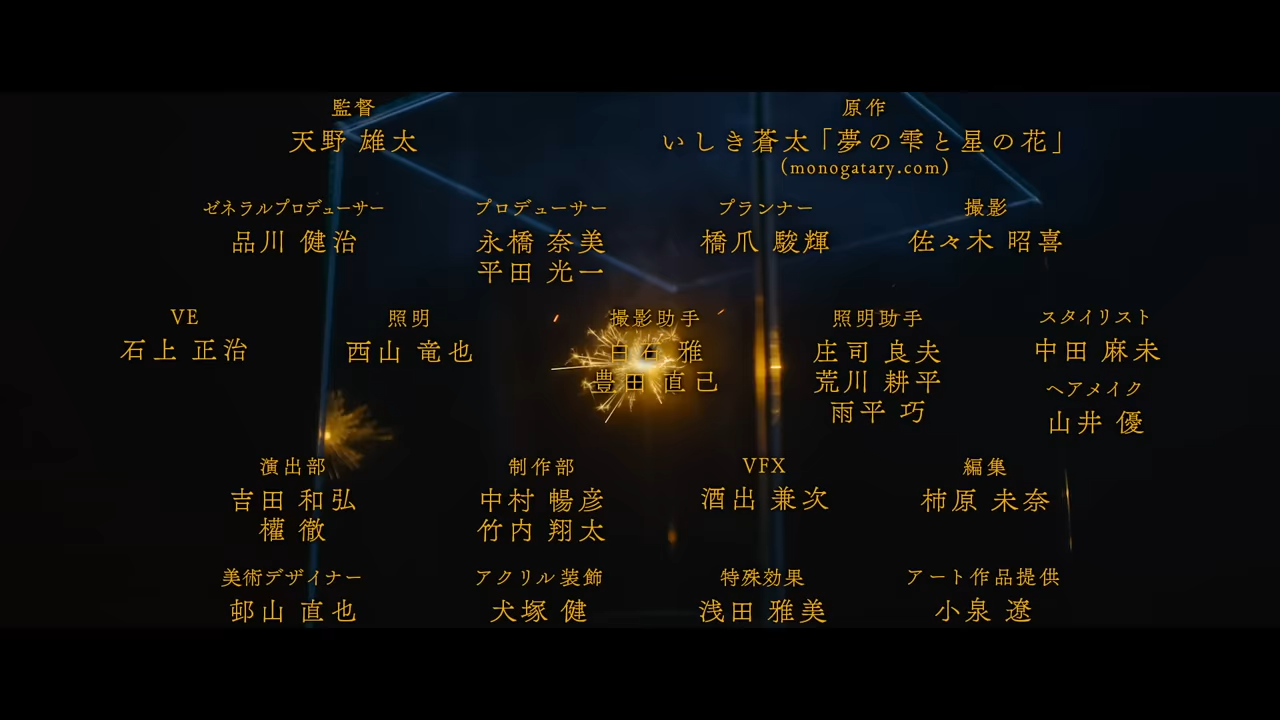 監督
天野 雄太
原作
いしき蒼太「夢の雫と星の花」
(monogatary.com)
ゼネラルプロデューサー
品川 健治
プロデューサー
永橋 奈美
平田 光一
プランナー
橋爪 駿輝
撮影
佐々木 昭喜
VE
石上 正治
照明
西山 竜也
撮影助手
白石 雅
豊田 直己
照明助手
庄司 良夫
荒川 耕平
雨平 巧
スタイリスト
中田 麻未
ヘアメイク
山井 優
演出部
吉田 和弘
權 徹
制作部
中村 暢彦
竹内 翔太
VFX
酒出 兼次
編集
柿原 未奈
美術デザイナー
郫山 直也
アクリル装飾
犬塚 健
特殊効果
浅田 雅美
アート作品提供
小泉 遼